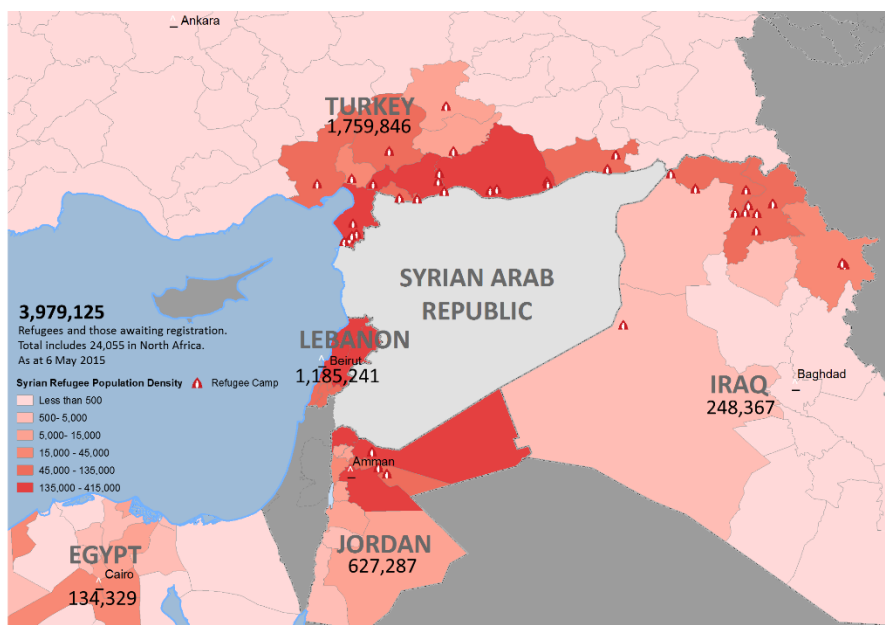 Ankara
TURKEY
1,759,846
SYRIAN ARAB
REPUBLIC
3,979,125
Refugees and those awaiting registration.
Total includes 24,055 in North Africa.
As at 6 May 2015
LEBANON
Beirut
1,185,241
Syrian Refugee Population Density
Refugee Camp
Less than 500
500- 5,000
5,000- 15,000
15,000 - 45,000
45,000 - 135,000
135,000 - 415,000
Baghdad
IRAQ
248,367
Amman
JORDAN
627,287
EGYPT
Cairo
134,329